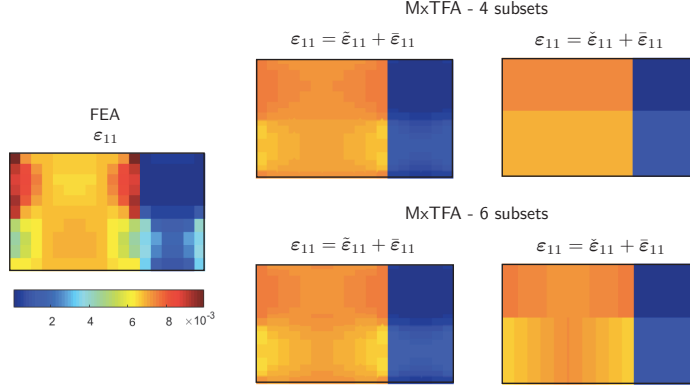 MxTFA - 4 subsets
ε₁₁ = ε̃₁₁ + ε̄₁₁
ε₁₁ = ε̌₁₁ + ε̄₁₁
FEA
ε₁₁
2 4 6 8 ×10⁻³
MxTFA - 6 subsets
ε₁₁ = ε̃₁₁ + ε̄₁₁
ε₁₁ = ε̌₁₁ + ε̄₁₁